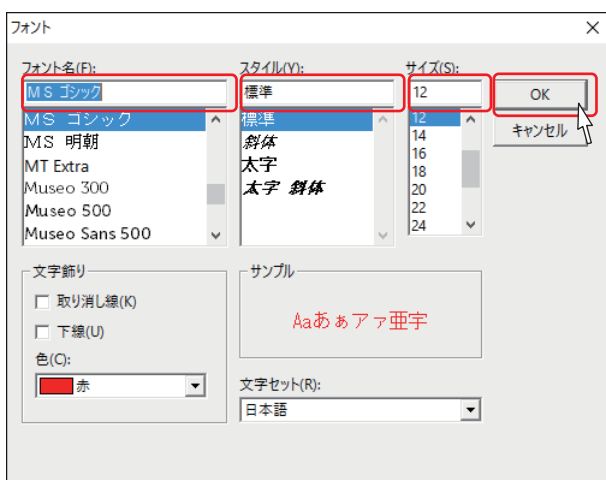 フォント
フォント名(F):
ＭＳ ゴシック
ＭＳ ゴシック
ＭＳ 明朝
MT Extra
Museo 300
Museo 500
Museo Sans 500
スタイル(Y):
標準
標準
斜体
太字
太字 斜体
サイズ(S):
12
12
14
16
18
20
22
24
OK
キャンセル
文字飾り
取り消し線(K)
下線(U)
色(C):
赤
サンプル
Aaあぁアァ亜宇
文字セット(R):
日本語